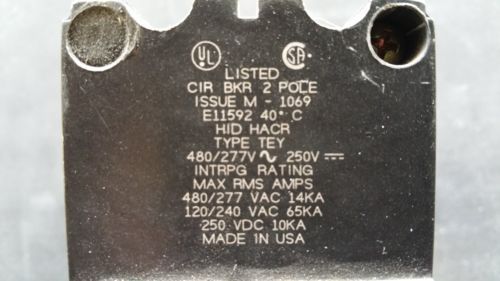 UL SA
LISTED
CIR BKR 2 POLE
ISSUE M - 1069
E11592 40° C
HID HACR
TYPE TEY
480/277V ∿ 250V ⎓
INTRPG RATING
MAX RMS AMPS
480/277 VAC 14KA
120/240 VAC 65KA
250 VDC 10KA
MADE IN USA